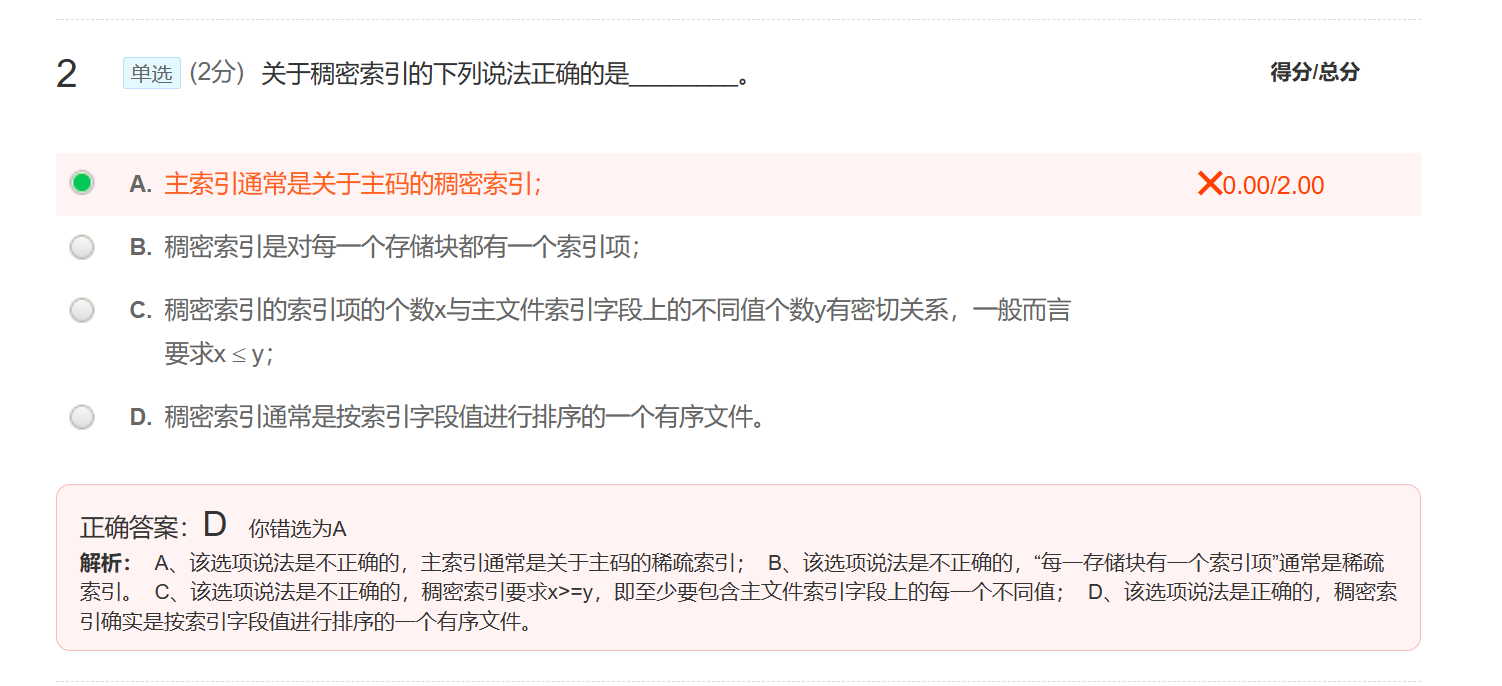 2 单选 (2分) 关于稠密索引的下列说法正确的是_________。 得分/总分
A. 主索引通常是关于主码的稠密索引; ❌0.00/2.00
B. 稠密索引是对每一个存储块都有一个索引项;
C. 稠密索引的索引项的个数x与主文件索引字段上的不同值个数y有密切关系，一般而言
要求x ≤ y;
D. 稠密索引通常是按索引字段值进行排序的一个有序文件。
正确答案：D 你错选为A
解析： A、该选项说法是不正确的，主索引通常是关于主码的稀疏索引； B、该选项说法是不正确的，“每一存储块有一个索引项”通常是稀疏
索引。 C、该选项说法是不正确的，稠密索引要求x>=y，即至少要包含主文件索引字段上的每一个不同值； D、该选项说法是正确的，稠密索
引确实是按索引字段值进行排序的一个有序文件。